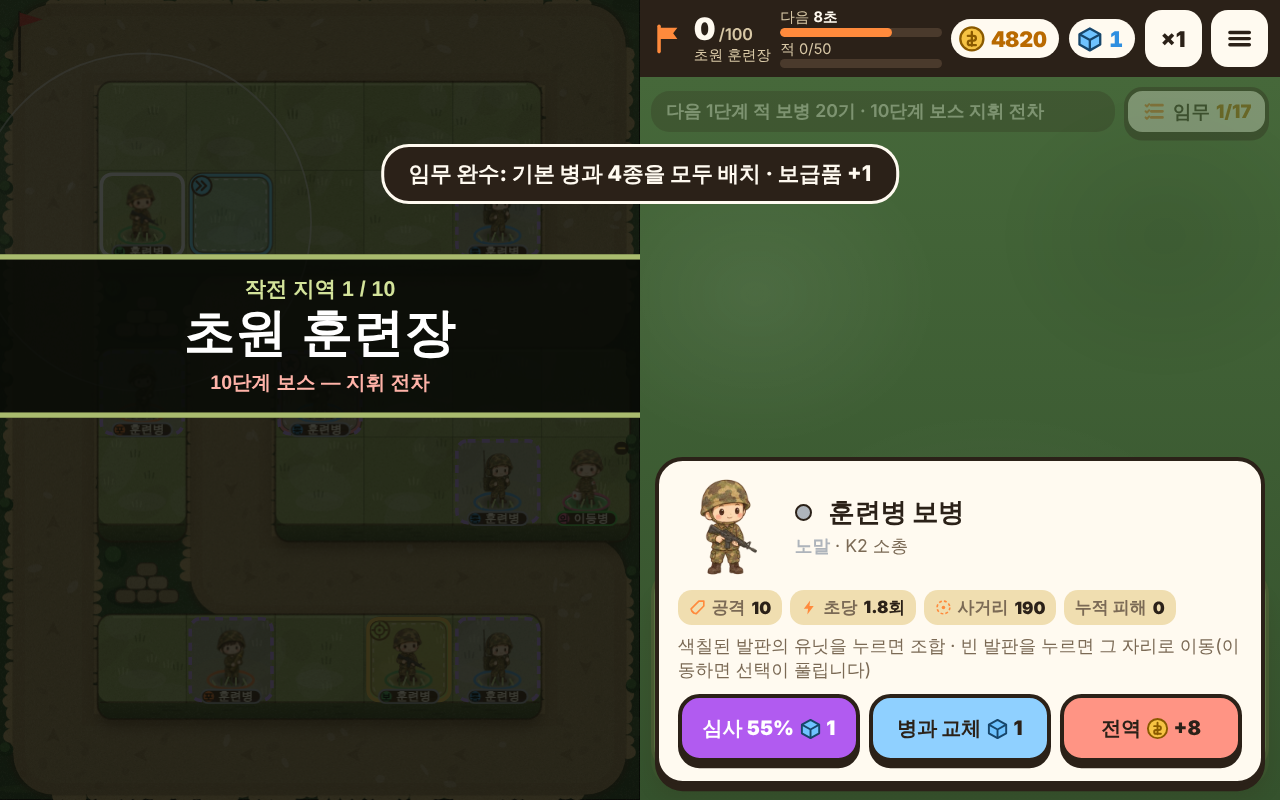 0/100
초원 훈련장
다음 8초
적 0/50
4820
1
×1
다음 1단계 적 보병 20기 · 10단계 보스 지휘 전차
임무 1/17
임무 완수: 기본 병과 4종을 모두 배치 · 보급품 +1
훈련병
훈련병
작전 지역 1 / 10
초원 훈련장
10단계 보스 — 지휘 전차
훈련병
훈련병
훈련병
이등병
훈련병
훈련병
훈련병
훈련병 보병
노말 · K2 소총
공격 10
초당 1.8회
사거리 190
누적 피해 0
색칠된 발판의 유닛을 누르면 조합 · 빈 발판을 누르면 그 자리로 이동(이
동하면 선택이 풀립니다)
심사 55% 1
병과 교체 1
전역 +8